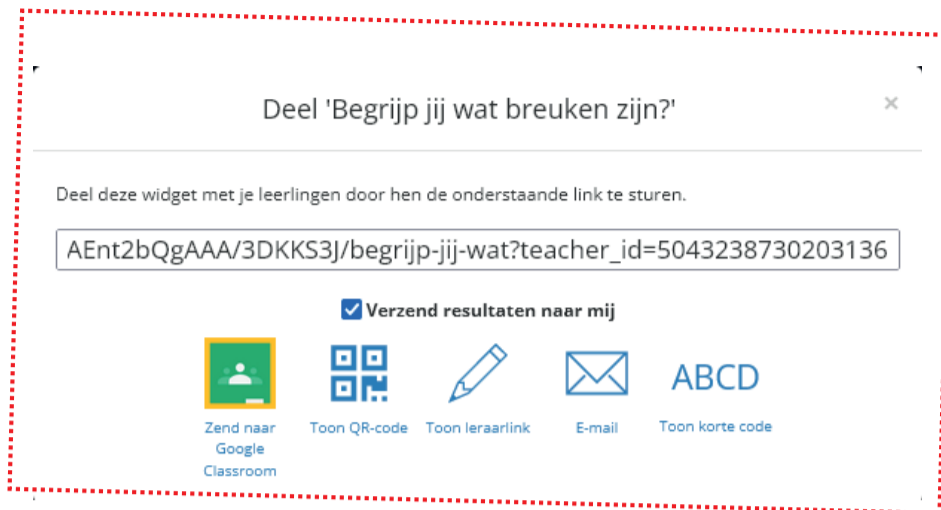 Deel 'Begrijp jij wat breuken zijn?'
×
Deel deze widget met je leerlingen door hen de onderstaande link te sturen.
AEnt2bQgAAA/3DKKS3J/begrijp-jij-wat?teacher_id=5043238730203136
Verzend resultaten naar mij
ABCD
Zend naar
Google
Classroom
Toon QR-code
Toon leraarlink
E-mail
Toon korte code